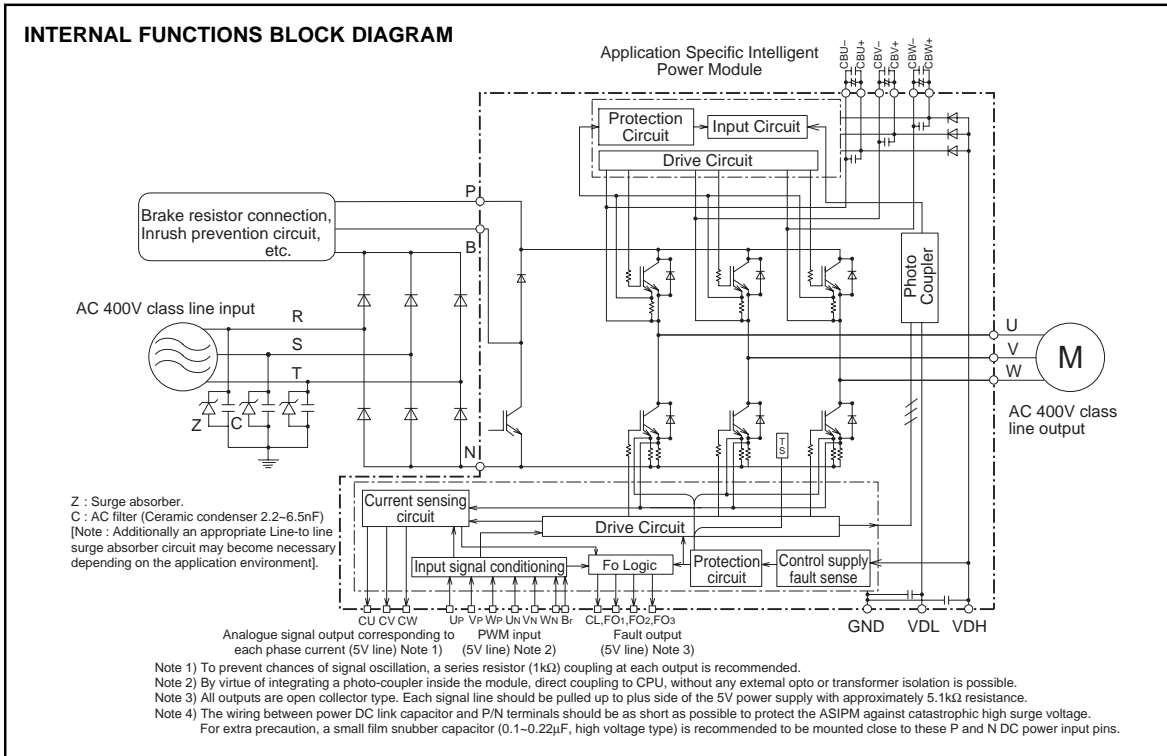 INTERNAL FUNCTIONS BLOCK DIAGRAM
Application Specific Intelligent
Power Module
CBU–
CBU+
CBV–
CBV+
CBW–
CBW+
Protection
Circuit
Input Circuit
Drive Circuit
P
Brake resistor connection,
Inrush prevention circuit,
etc.
B
Photo
Coupler
AC 400V class line input
R
S
T
U
V
W
M
AC 400V class
line output
Z
C
N
TS
Z : Surge absorber.
C : AC filter (Ceramic condenser 2.2~6.5nF)
[Note : Additionally an appropriate Line-to line
surge absorber circuit may become necessary
depending on the application environment].
Current sensing
circuit
Drive Circuit
Input signal conditioning
Fo Logic
Protection
circuit
Control supply
fault sense
CU CV CW
UP VP WP UN VN WN Br
CL,FO1,FO2,FO3
GND VDL VDH
Analogue signal output corresponding to
each phase current (5V line) Note 1)
PWM input
(5V line) Note 2)
Fault output
(5V line) Note 3)
Note 1) To prevent chances of signal oscillation, a series resistor (1kΩ) coupling at each output is recommended.
Note 2) By virtue of integrating a photo-coupler inside the module, direct coupling to CPU, without any external opto or transformer isolation is possible.
Note 3) All outputs are open collector type. Each signal line should be pulled up to plus side of the 5V power supply with approximately 5.1kΩ resistance.
Note 4) The wiring between power DC link capacitor and P/N terminals should be as short as possible to protect the ASIPM against catastrophic high surge voltage.
For extra precaution, a small film snubber capacitor (0.1~0.22μF, high voltage type) is recommended to be mounted close to these P and N DC power input pins.